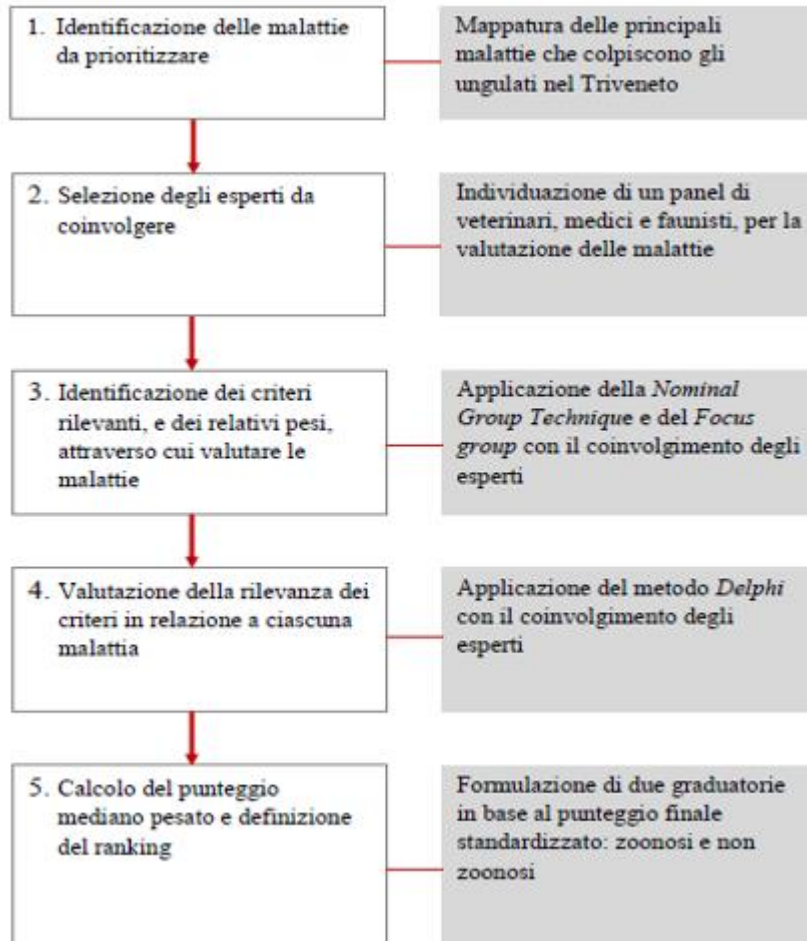 1. Identificazione delle malattie
da prioritizzare
Mappatura delle principali
malattie che colpiscono gli
ungulati nel Triveneto
2. Selezione degli esperti da
coinvolgere
Individuazione di un panel di
veterinari, medici e faunisti, per la
valutazione delle malattie
3. Identificazione dei criteri
rilevanti, e dei relativi pesi,
attraverso cui valutare le
malattie
Applicazione della Nominal
Group Technique e del Focus
group con il coinvolgimento degli
esperti
4. Valutazione della rilevanza dei
criteri in relazione a ciascuna
malattia
Applicazione del metodo Delphi
con il coinvolgimento degli
esperti
5. Calcolo del punteggio
mediano pesato e definizione
del ranking
Formulazione di due graduatorie
in base al punteggio finale
standardizzato: zoonosi e non
zoonosi